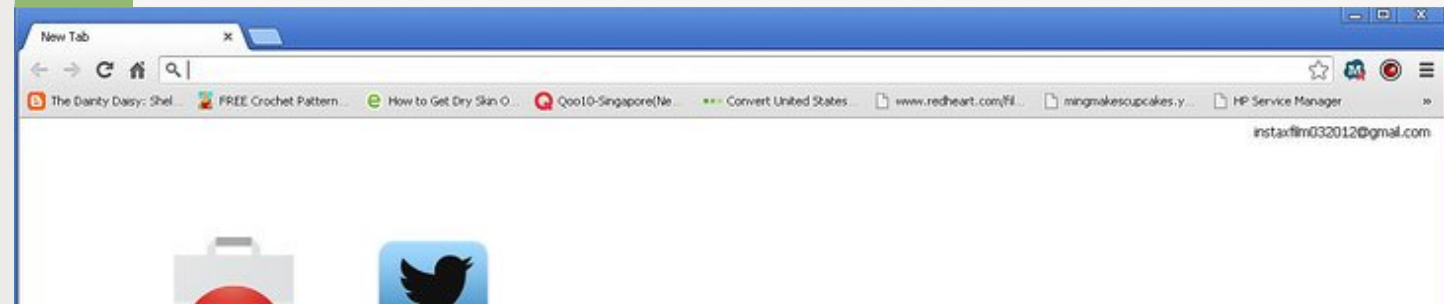 New Tab
The Dainty Daisy: Shel... FREE Crochet Pattern... How to Get Dry Skin O... Qoo10-Singapore(Ne... Convert United States... www.redheart.com/fil... mingmakescupcakes.y... HP Service Manager
instaxfilm032012@gmail.com